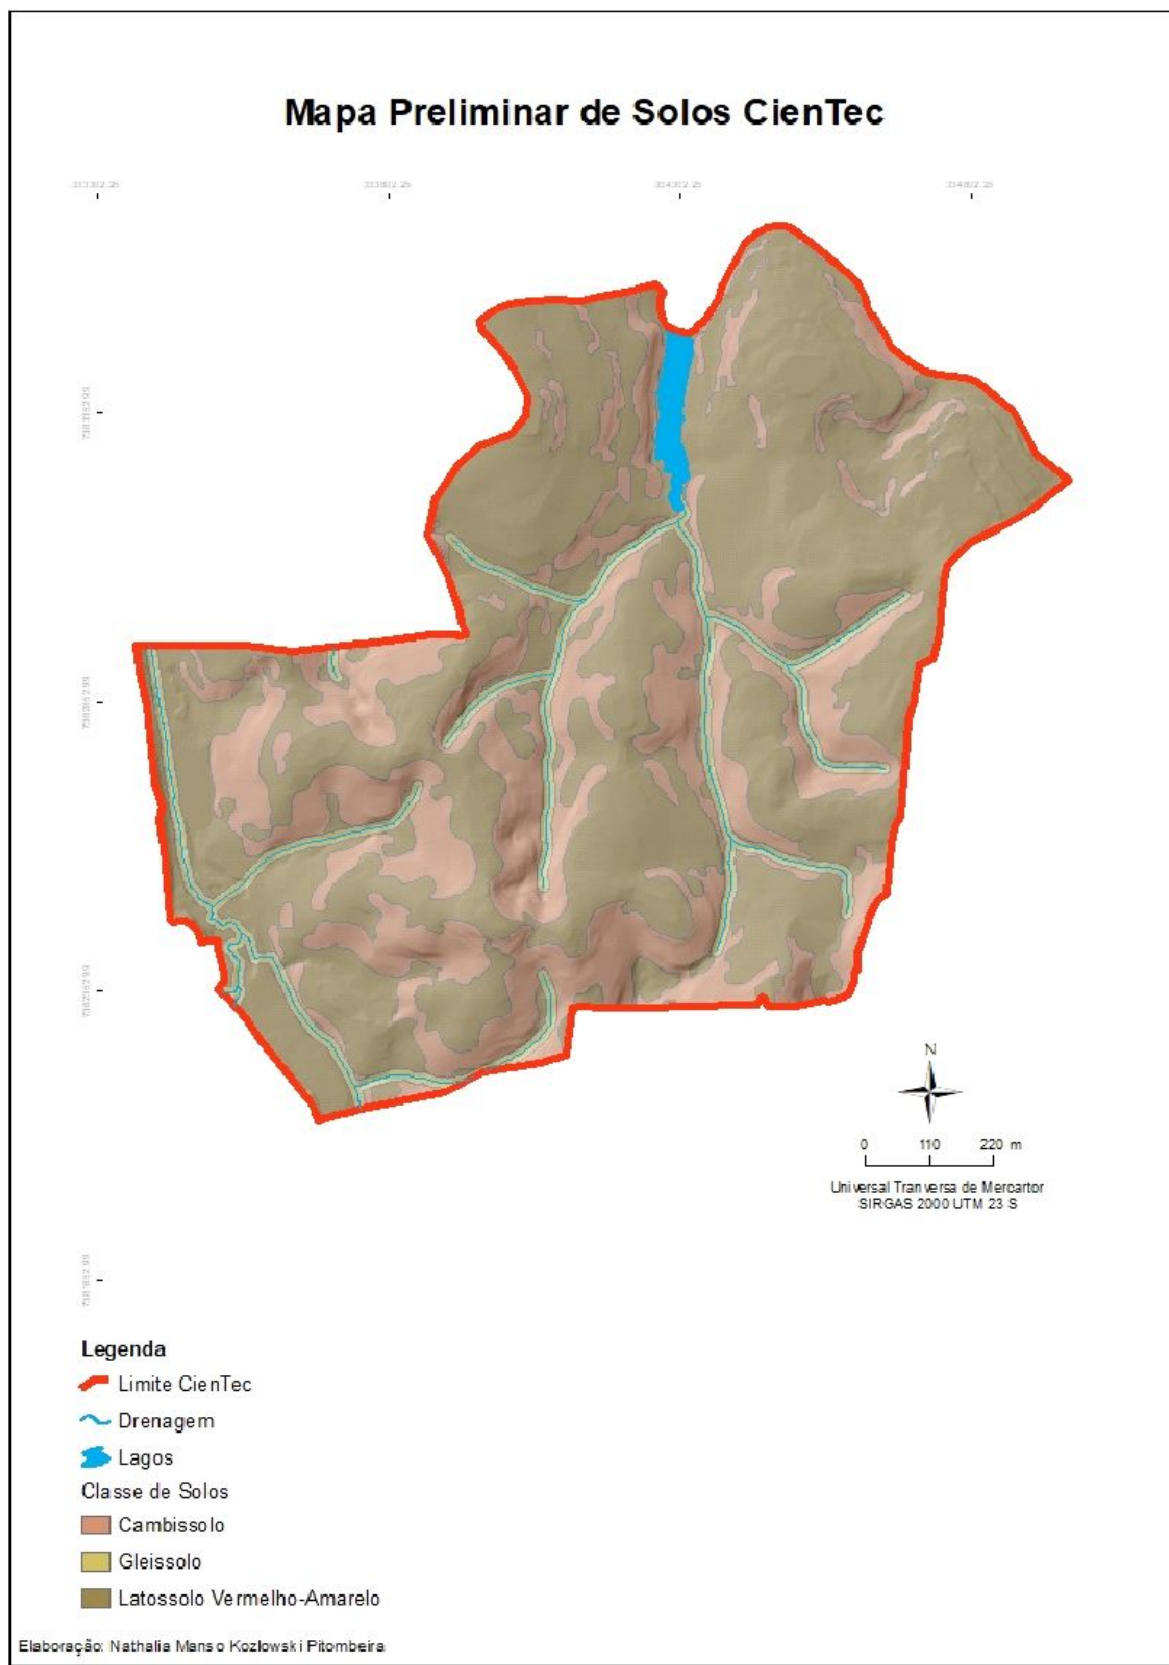 Mapa Preliminar de Solos CienTec
N
0 110 220 m
Universal Tranversa de Mercartor
SIRGAS 2000 UTM 23 S
Legenda
Limite CienTec
Drenagem
Lagos
Classe de Solos
Cambissolo
Gleissolo
Latossolo Vermelho-Amarelo
Elaboração: Nathalia Manso Kozlowski Pitombeira